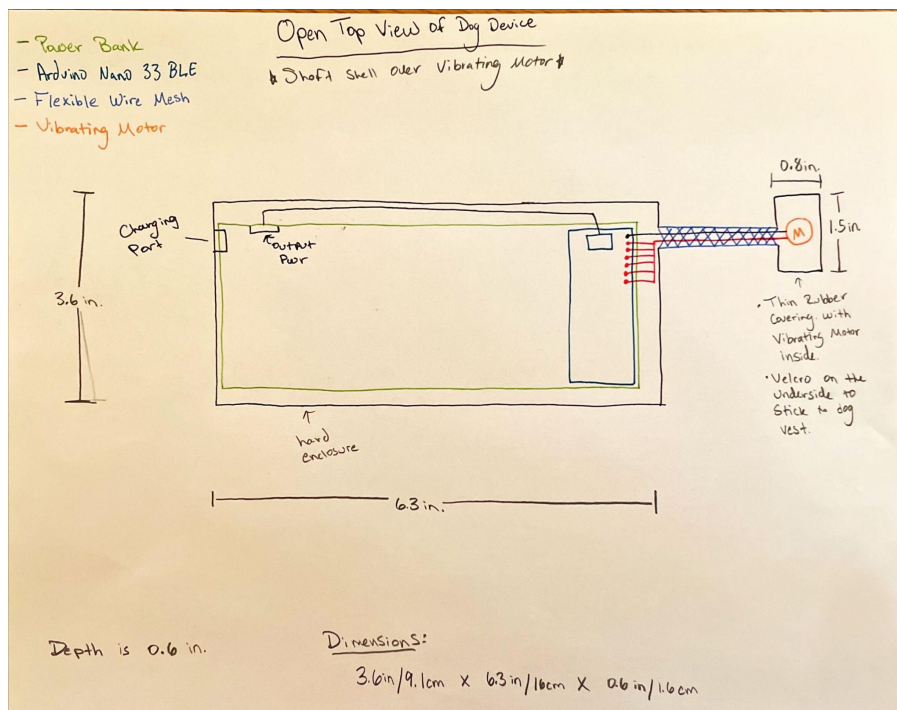 Open Top View of Dog Device
* Shoft shell over Vibrating Motor *
- Power Bank
- Arduino Nano 33 BLE
- Flexible Wire Mesh
- Vibrating Motor
0.8in.
1.5in
M
Charging
Port
output
Pwr
3.6 in.
• Thin Rubber
Covering with
Vibrating Motor
inside.
• Velcro on the
underside to
Stick to dog
vest.
hard
enclosure
6.3 in.
Depth is 0.6 in.
Dimensions:
3.6in/9.1cm x 6.3in/16cm x 0.6in/1.6cm